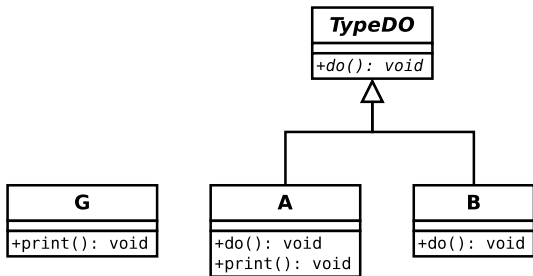 TypeDO
+do(): void
G
+print(): void
A
+do(): void
+print(): void
B
+do(): void